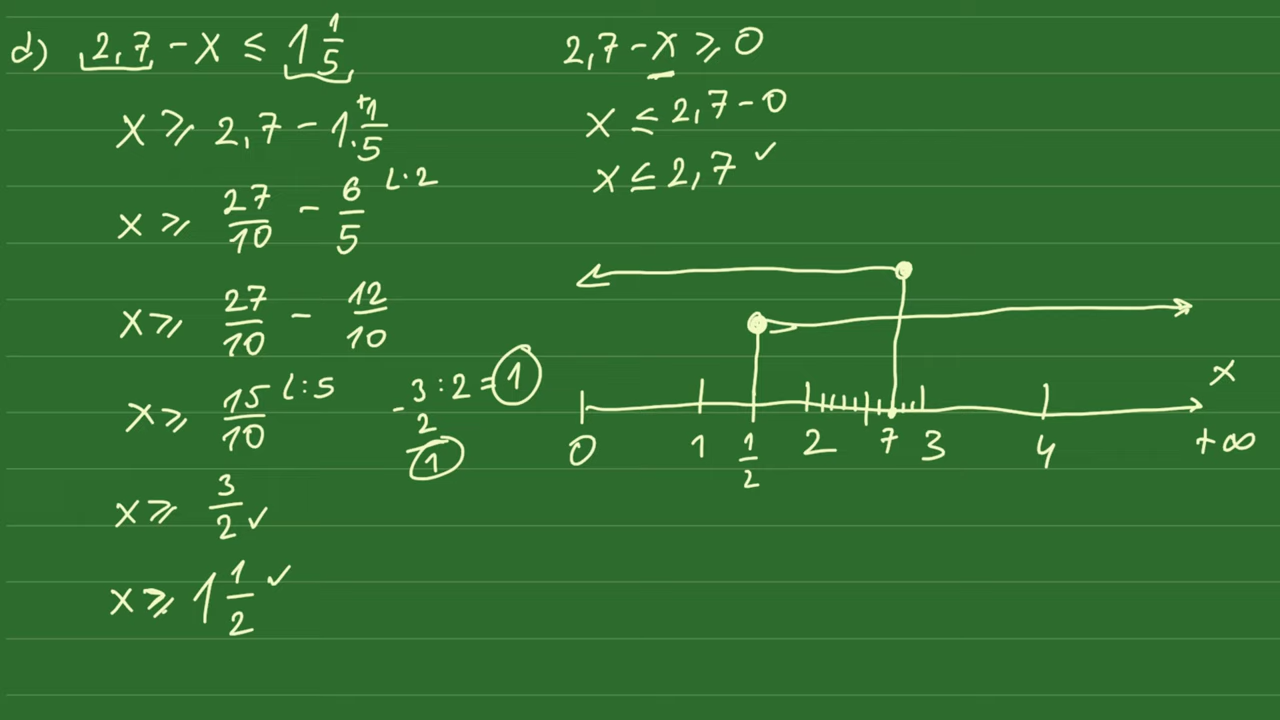 d) 2,7 - x ≤ 1 1/5
x ≥ 2,7 - 1 1/5
x ≥ 27/10 - 6/5 L·2
x ≥ 27/10 - 12/10
x ≥ 15/10 L:5
x ≥ 3/2 ✓
x ≥ 1 1/2 ✓
3 : 2 = 1
- 2
1
2,7 - x ≥ 0
x ≤ 2,7 - 0
x ≤ 2,7 ✓
x
0 1 1/2 2 7 3 4 +∞